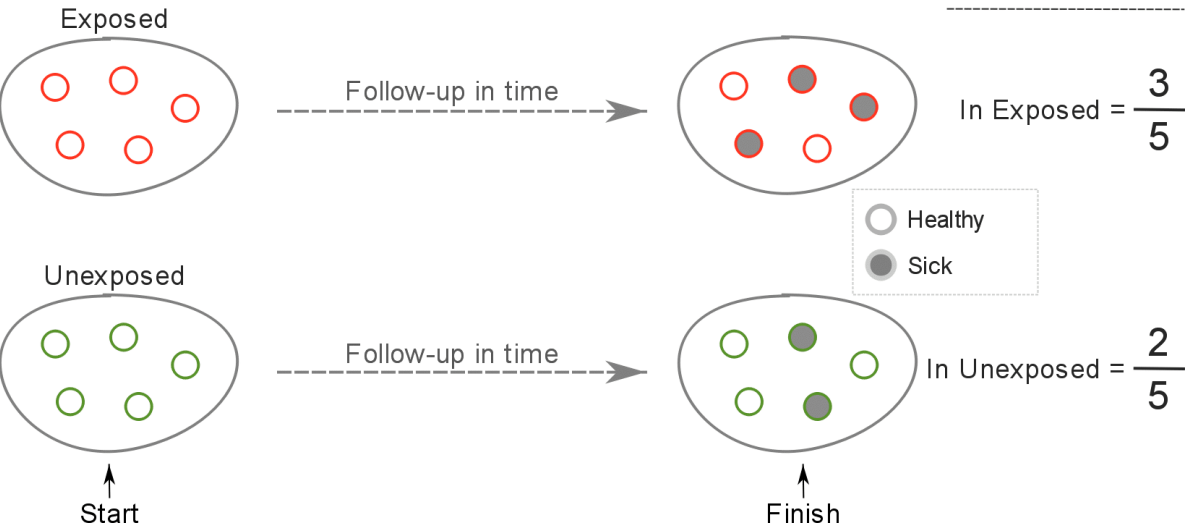 Exposed
Follow-up in time
In Exposed = 3/5
Healthy
Sick
Unexposed
Follow-up in time
In Unexposed = 2/5
Start
Finish